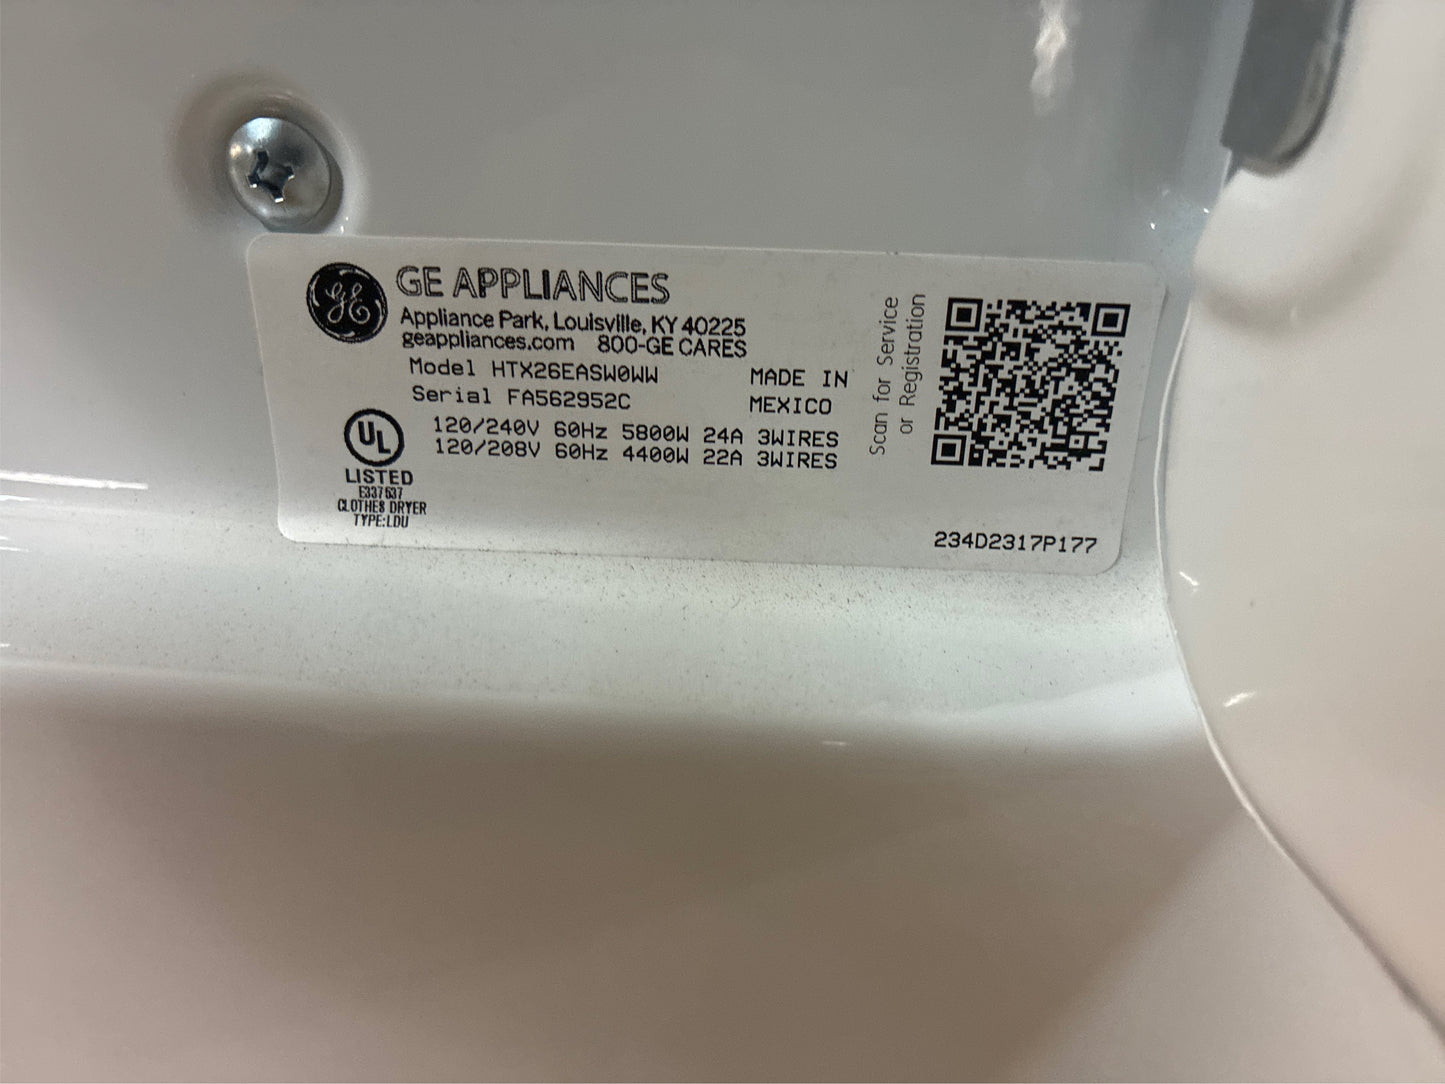 GE
GE APPLIANCES
Appliance Park, Louisville, KY 40225
geappliances.com 800-GE CARES
Model HTX26EASW0WW
Serial FA562952C
MADE IN
MEXICO
120/240V 60Hz 5800W 24A 3WIRES
120/208V 60Hz 4400W 22A 3WIRES
UL
LISTED
E337637
CLOTHES DRYER
TYPE:LDU
Scan for Service
or Registration
234D2317P177